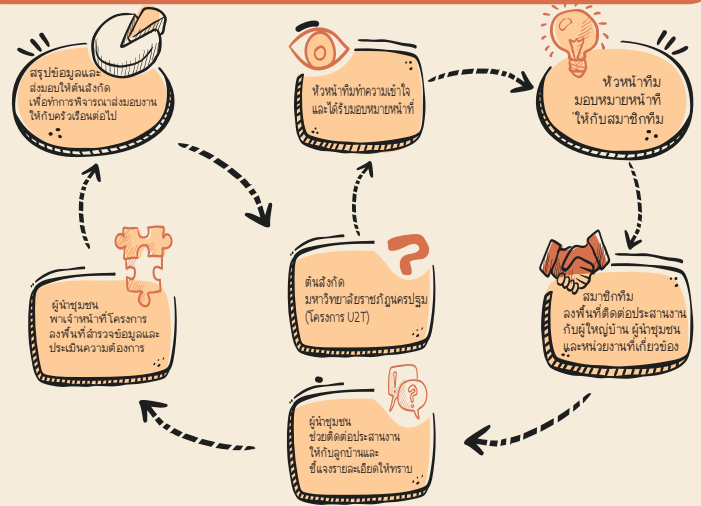 สรุปข้อมูลและ
ส่งมอบให้ต้นสังกัด
เพื่อทำการพิจารณาส่งมอบงาน
ให้กับครัวเรือนต่อไป
หัวหน้าทีมทำความเข้าใจ
และได้รับมอบหมายหน้าที่
หัวหน้าทีม
มอบหมายหน้าที่
ให้กับสมาชิกทีม
ผู้นำชุมชน
พาเจ้าหน้าที่โครงการ
ลงพื้นที่สำรวจข้อมูลและ
ประเมินความต้องการ
ต้นสังกัด
มหาวิทยาลัยราชภัฏนครปฐม
(โครงการ U2T)
สมาชิกทีม
ลงพื้นที่ติดต่อประสานงาน
กับผู้ใหญ่บ้าน ผู้นำชุมชน
และหน่วยงานที่เกี่ยวข้อง
ผู้นำชุมชน
ช่วยติดต่อประสานงาน
ให้กับลูกบ้านและ
ชี้แจงรายละเอียดให้ทราบ